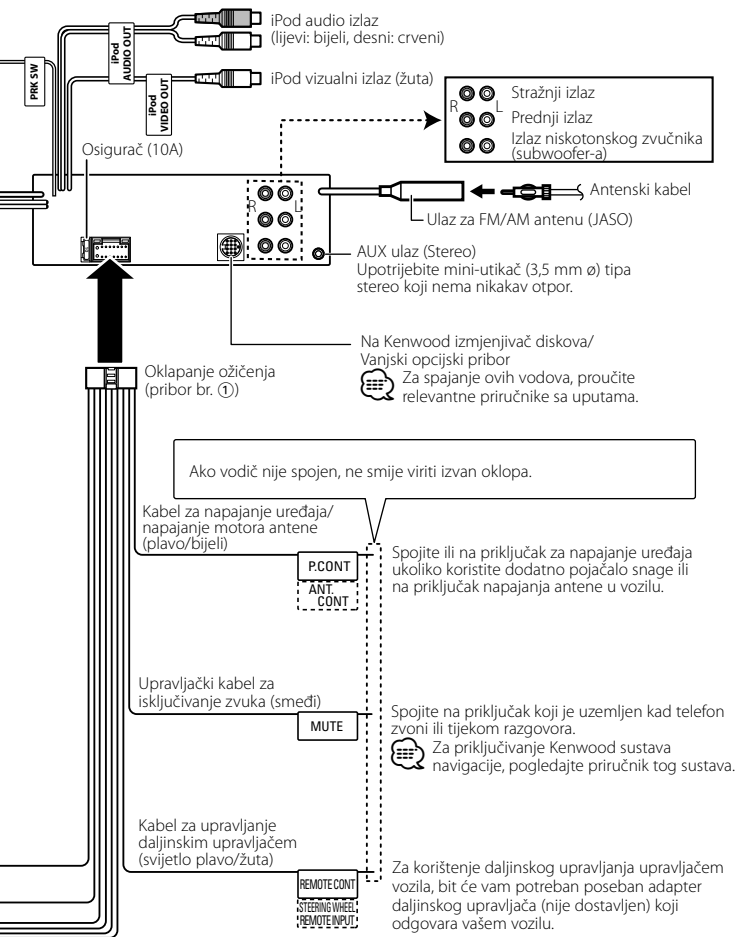 iPod audio izlaz
(lijevi: bijeli, desni: crveni)
iPod
AUDIO OUT
PRK SW
iPod vizualni izlaz (žuta)
iPod
VIDEO OUT
R
L
Stražnji izlaz
Prednji izlaz
Izlaz niskotonskog zvučnika
(subwoofer-a)
Osigurač (10A)
Antenski kabel
R
L
Ulaz za FM/AM antenu (JASO)
AUX ulaz (Stereo)
Upotrijebite mini-utikač (3,5 mm ø) tipa
stereo koji nema nikakav otpor.
Na Kenwood izmjenjivač diskova/
Vanjski opcijski pribor
Za spajanje ovih vodova, proučite
relevantne priručnike sa uputama.
Oklapanje ožičenja
(pribor br. ①)
Ako vodič nije spojen, ne smije viriti izvan oklopa.
Kabel za napajanje uređaja/
napajanje motora antene
(plavo/bijeli)
P.CONT
ANT.
CONT
Spojite ili na priključak za napajanje uređaja
ukoliko koristite dodatno pojačalo snage ili
na priključak napajanja antene u vozilu.
Upravljački kabel za
isključivanje zvuka (smeđi)
MUTE
Spojite na priključak koji je uzemljen kad telefon
zvoni ili tijekom razgovora.
Za priključivanje Kenwood sustava
navigacije, pogledajte priručnik tog sustava.
Kabel za upravljanje
daljinskim upravljačem
(svijetlo plavo/žuta)
REMOTE CONT
STEERING WHEEL
REMOTE INPUT
Za korištenje daljinskog upravljanja upravljačem
vozila, bit će vam potreban poseban adapter
daljinskog upravljača (nije dostavljen) koji
odgovara vašem vozilu.